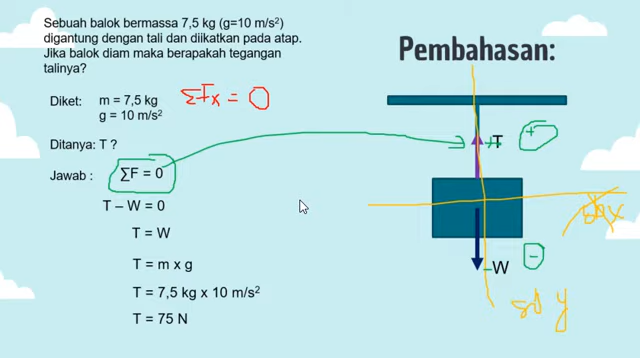 Sebuah balok bermassa 7,5 kg (g=10 m/s²)
digantung dengan tali dan diikatkan pada atap.
Jika balok diam maka berapakah tegangan
talinya?
Pembahasan:
Diket: m = 7,5 kg
g = 10 m/s²
ΣFx = 0
Ditanya: T ?
Jawab : ∑F = 0
T – W = 0
T = W
T = m x g
T = 7,5 kg x 10 m/s²
T = 75 N
T
+
W
-
sb x
sb y